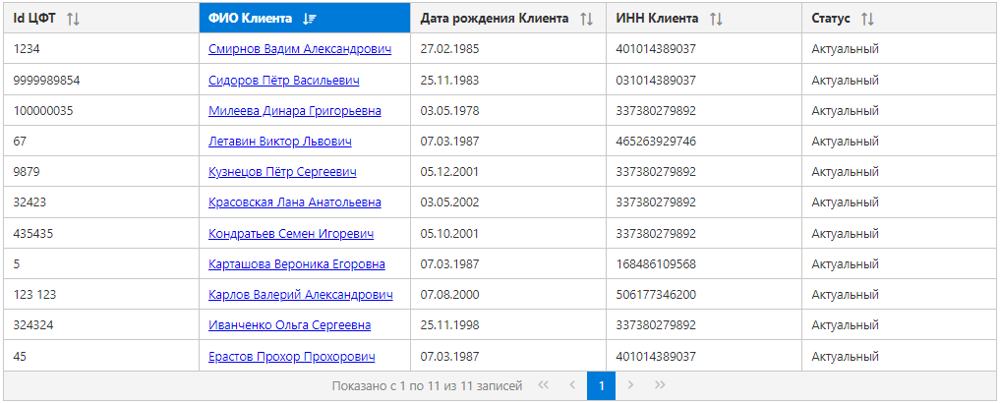 Id ЦФТ ФИО Клиента Дата рождения Клиента ИНН Клиента Статус
1234 Смирнов Вадим Александрович 27.02.1985 401014389037 Актуальный
9999989854 Сидоров Пётр Васильевич 25.11.1983 031014389037 Актуальный
100000035 Милеева Динара Григорьевна 03.05.1978 337380279892 Актуальный
67 Летавин Виктор Львович 07.03.1987 465263929746 Актуальный
9879 Кузнецов Пётр Сергеевич 05.12.2001 337380279892 Актуальный
32423 Красовская Лана Анатольевна 03.05.2002 337380279892 Актуальный
435435 Кондратьев Семен Игоревич 05.10.2001 337380279892 Актуальный
5 Карташова Вероника Егоровна 07.03.1987 168486109568 Актуальный
123 123 Карлов Валерий Александрович 07.08.2000 506177346200 Актуальный
324324 Иванченко Ольга Сергеевна 25.11.1998 337380279892 Актуальный
45 Ерастов Прохор Прохорович 07.03.1987 401014389037 Актуальный
Показано с 1 по 11 из 11 записей 1